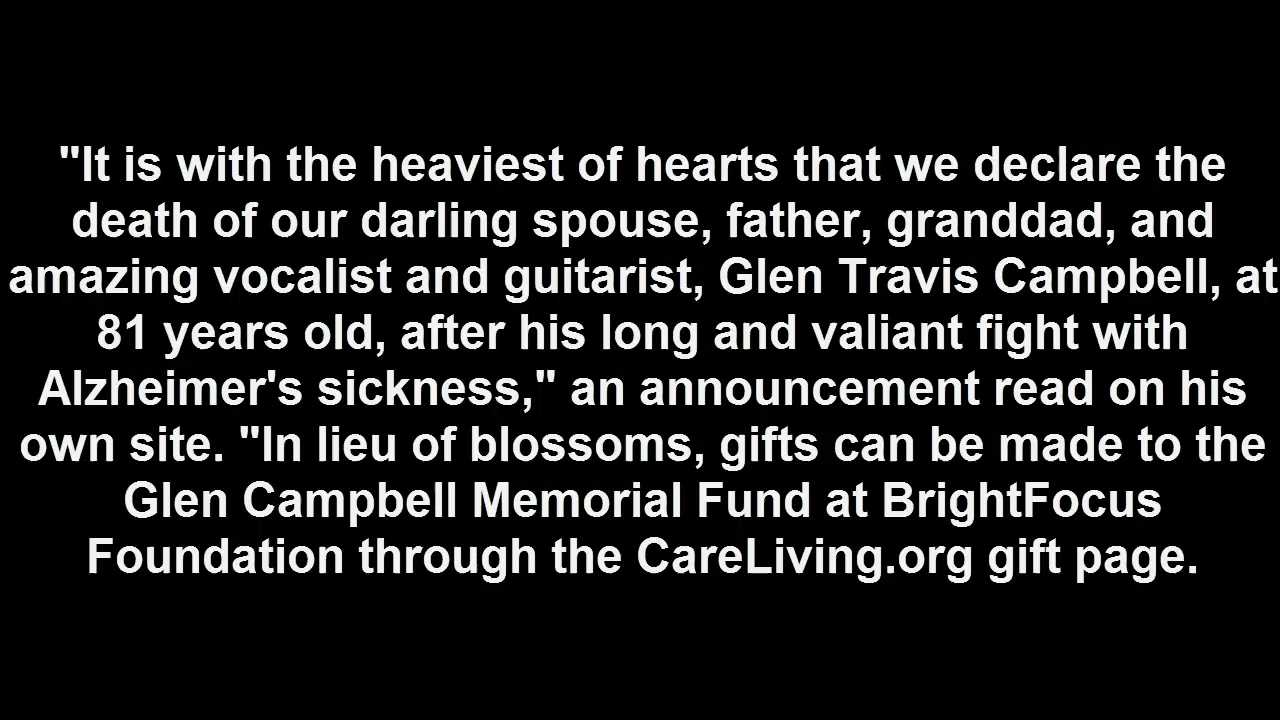 "It is with the heaviest of hearts that we declare the
death of our darling spouse, father, granddad, and
amazing vocalist and guitarist, Glen Travis Campbell, at
81 years old, after his long and valiant fight with
Alzheimer's sickness," an announcement read on his
own site. "In lieu of blossoms, gifts can be made to the
Glen Campbell Memorial Fund at BrightFocus
Foundation through the CareLiving.org gift page.